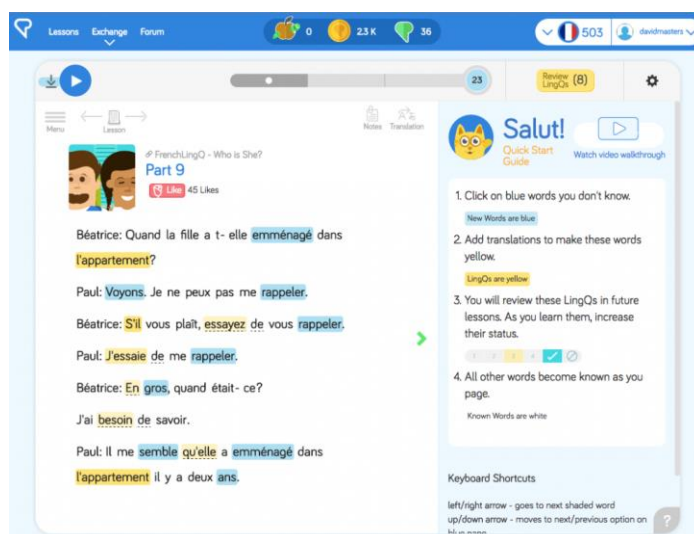 Lessons Exchange Forum 0 23 K 36 503 davidmasters
23 Review LingQs (8)
Menu Lesson Notes Translation
FrenchLingQ - Who is She?
Part 9
Like 45 Likes
Béatrice: Quand la fille a t- elle emménagé dans
l'appartement?
Paul: Voyons. Je ne peux pas me rappeler.
Béatrice: S'il vous plaît, essayez de vous rappeler.
Paul: J'essaie de me rappeler.
Béatrice: En gros, quand était- ce?
J'ai besoin de savoir.
Paul: Il me semble qu'elle a emménagé dans
l'appartement il y a deux ans.
Salut!
Quick Start
Guide
Watch video walkthrough
1. Click on blue words you don't know.
New Words are blue
2. Add translations to make these words
yellow.
LingQs are yellow
3. You will review these LingQs in future
lessons. As you learn them, increase
their status.
1 2 3 4
4. All other words become known as you
page.
Known Words are white
Keyboard Shortcuts
left/right arrow - goes to next shaded word
up/down arrow - moves to next/previous option on
blue page
?